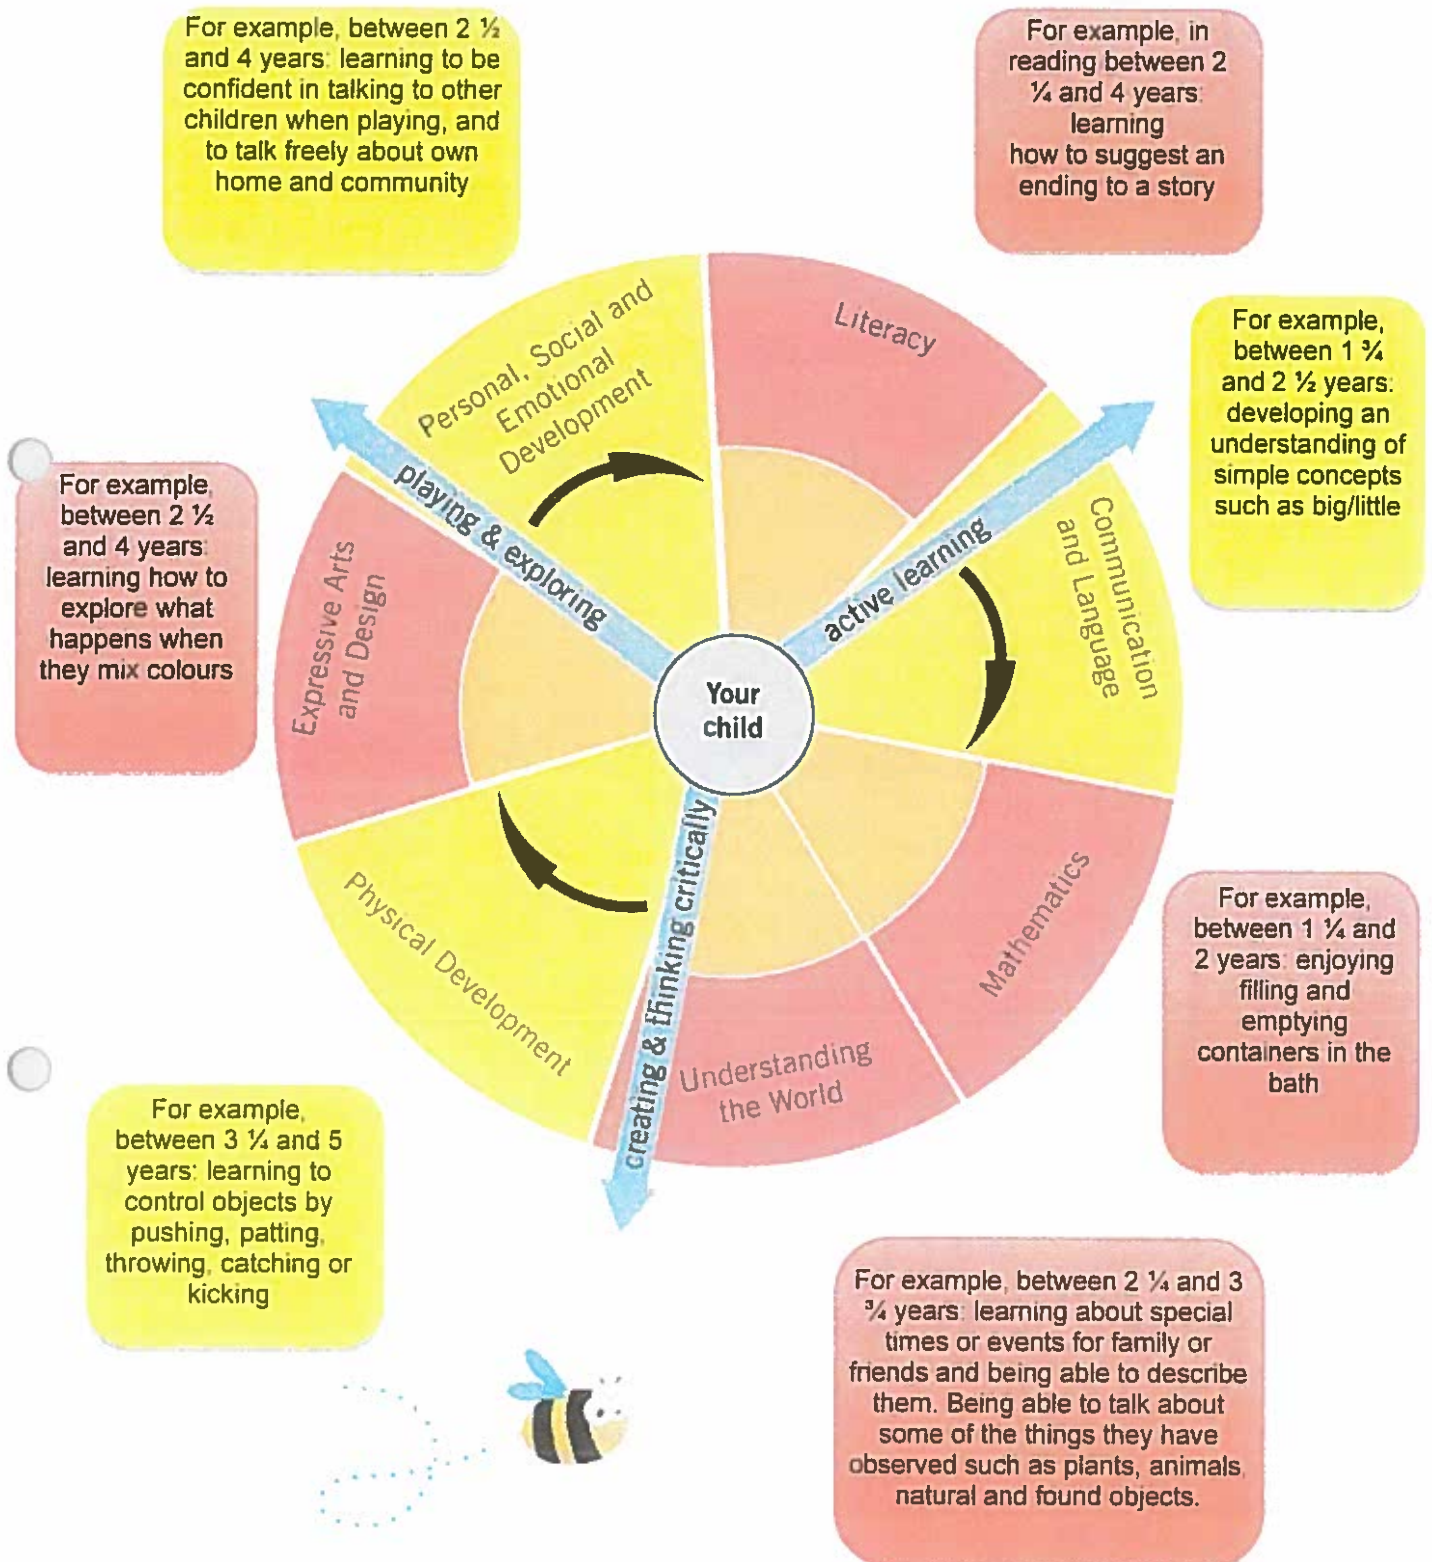 For example, between 2 ½
and 4 years: learning to be
confident in talking to other
children when playing, and
to talk freely about own
home and community
For example, in
reading between 2
¼ and 4 years:
learning
how to suggest an
ending to a story
For example,
between 1 ¾
and 2 ½ years:
developing an
understanding of
simple concepts
such as big/little
For example,
between 2 ½
and 4 years:
learning how to
explore what
happens when
they mix colours
Personal, Social and
Emotional
Development
Literacy
Communication
and Language
Expressive Arts
and Design
playing & exploring
active learning
Your
child
creating & thinking critically
Physical Development
Mathematics
Understanding
the World
For example,
between 1 ¼ and
2 years: enjoying
filling and
emptying
containers in the
bath
For example,
between 3 ¼ and 5
years: learning to
control objects by
pushing, patting,
throwing, catching or
kicking
For example, between 2 ¼ and 3
¾ years: learning about special
times or events for family or
friends and being able to describe
them. Being able to talk about
some of the things they have
observed such as plants, animals,
natural and found objects.